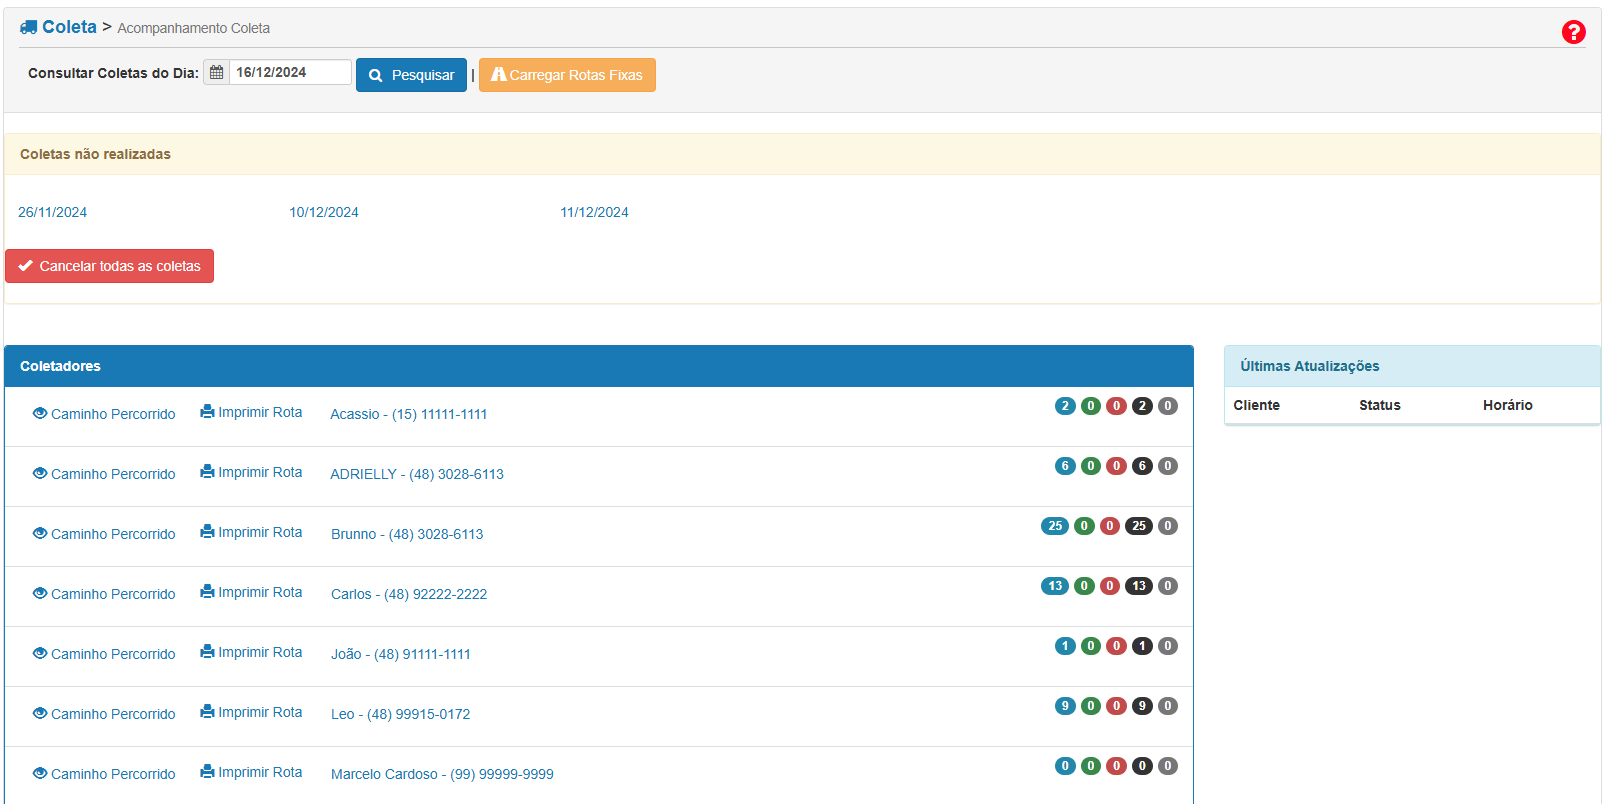 Coleta > Acompanhamento Coleta
?
Consultar Coletas do Dia: 16/12/2024 Pesquisar | Carregar Rotas Fixas
Coletas não realizadas
26/11/2024 10/12/2024 11/12/2024
Cancelar todas as coletas
Coletadores
Caminho Percorrido Imprimir Rota Acassio - (15) 11111-1111 2 0 0 2 0
Caminho Percorrido Imprimir Rota ADRIELLY - (48) 3028-6113 6 0 0 6 0
Caminho Percorrido Imprimir Rota Brunno - (48) 3028-6113 25 0 0 25 0
Caminho Percorrido Imprimir Rota Carlos - (48) 92222-2222 13 0 0 13 0
Caminho Percorrido Imprimir Rota João - (48) 91111-1111 1 0 0 1 0
Caminho Percorrido Imprimir Rota Leo - (48) 99915-0172 9 0 0 9 0
Caminho Percorrido Imprimir Rota Marcelo Cardoso - (99) 99999-9999 0 0 0 0 0
Últimas Atualizações
Cliente Status Horário